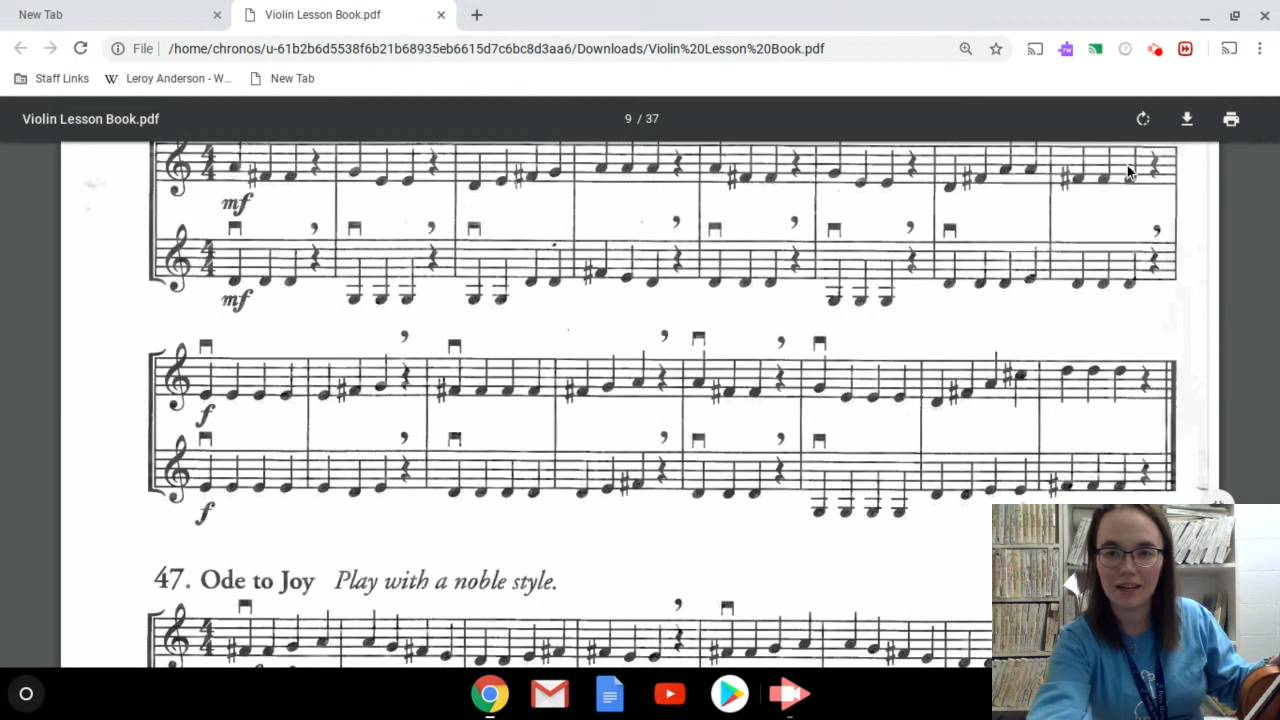 New Tab
Violin Lesson Book.pdf
File
/home/chronos/u-61b2b6d5538f6b21b68935eb6615d7c6bc8d3aa6/Downloads/Violin%20Lesson%20Book.pdf
Staff Links
Leroy Anderson - W...
New Tab
Violin Lesson Book.pdf
9 / 37
mf
mf
f
f
47. Ode to Joy Play with a noble style.